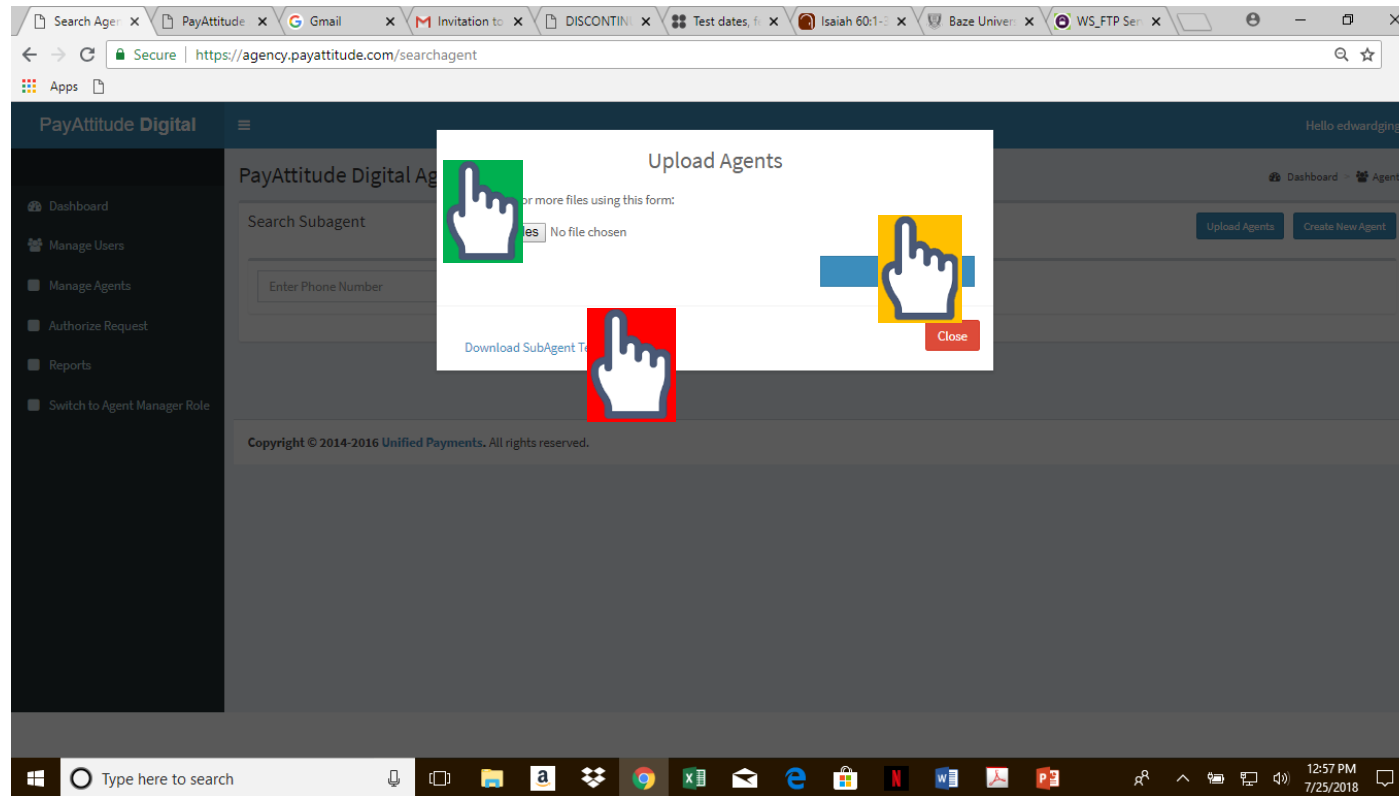 Search Agen
PayAttitude
Gmail
Invitation to
DISCONTINU
Test dates, f
Isaiah 60:1-3
Baze Univers
WS_FTP Serv
Secure | https://agency.payattitude.com/searchagent
Apps
PayAttitude Digital
Hello edwardging
Upload Agents
PayAttitude Digital Ag
Dashboard > Agent
or more files using this form:
Dashboard
Search Subagent
Upload Agents
Create New Agent
les No file chosen
Manage Users
Manage Agents
Enter Phone Number
Authorize Request
Close
Download SubAgent Te
Reports
Switch to Agent Manager Role
Copyright © 2014-2016 Unified Payments. All rights reserved.
Type here to search
12:57 PM
7/25/2018